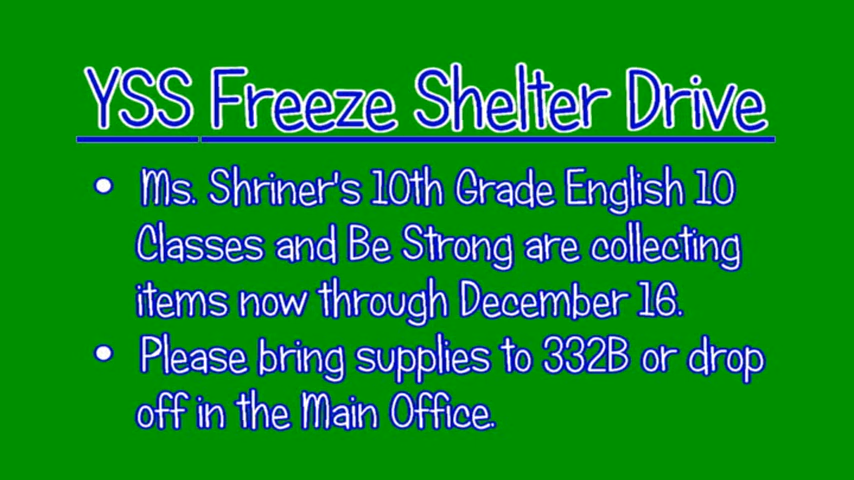 YSS Freeze Shelter Drive
• Ms. Shriner's 10th Grade English 10
Classes and Be Strong are collecting
items now through December 16.
• Please bring supplies to 332B or drop
off in the Main Office.